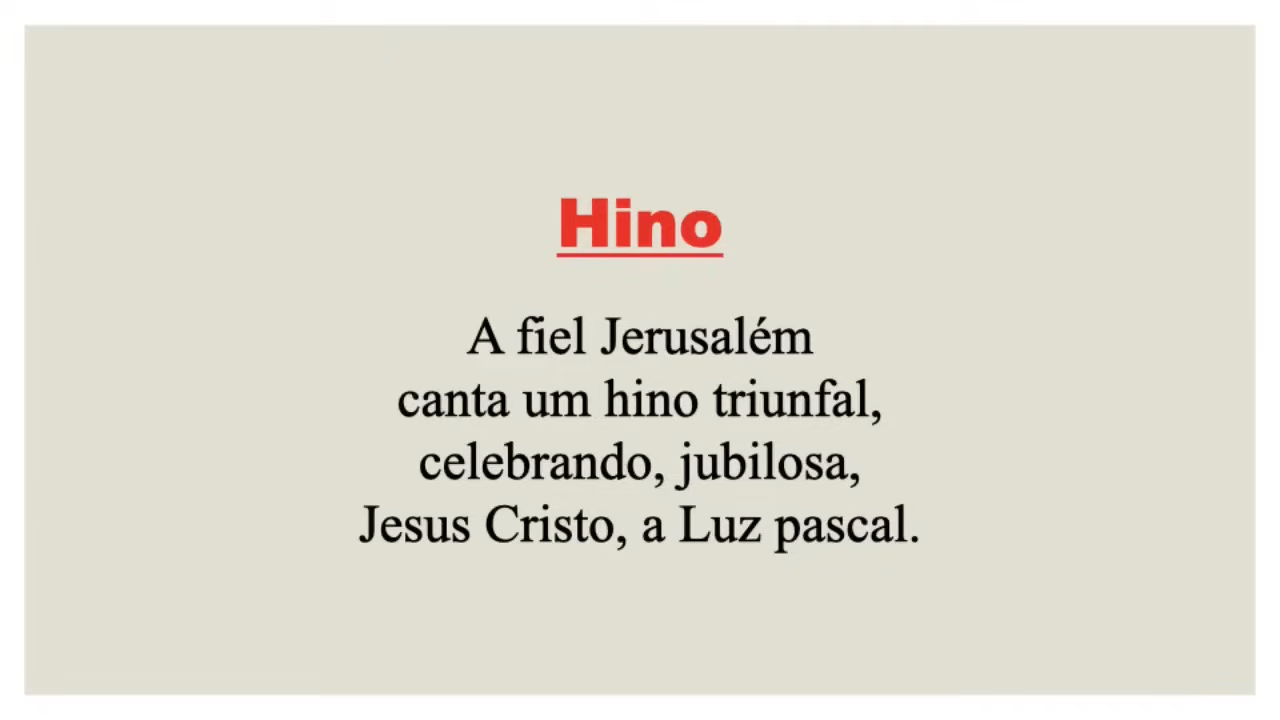 Hino
A fiel Jerusalém
canta um hino triunfal,
celebrando, jubilosa,
Jesus Cristo, a Luz pascal.